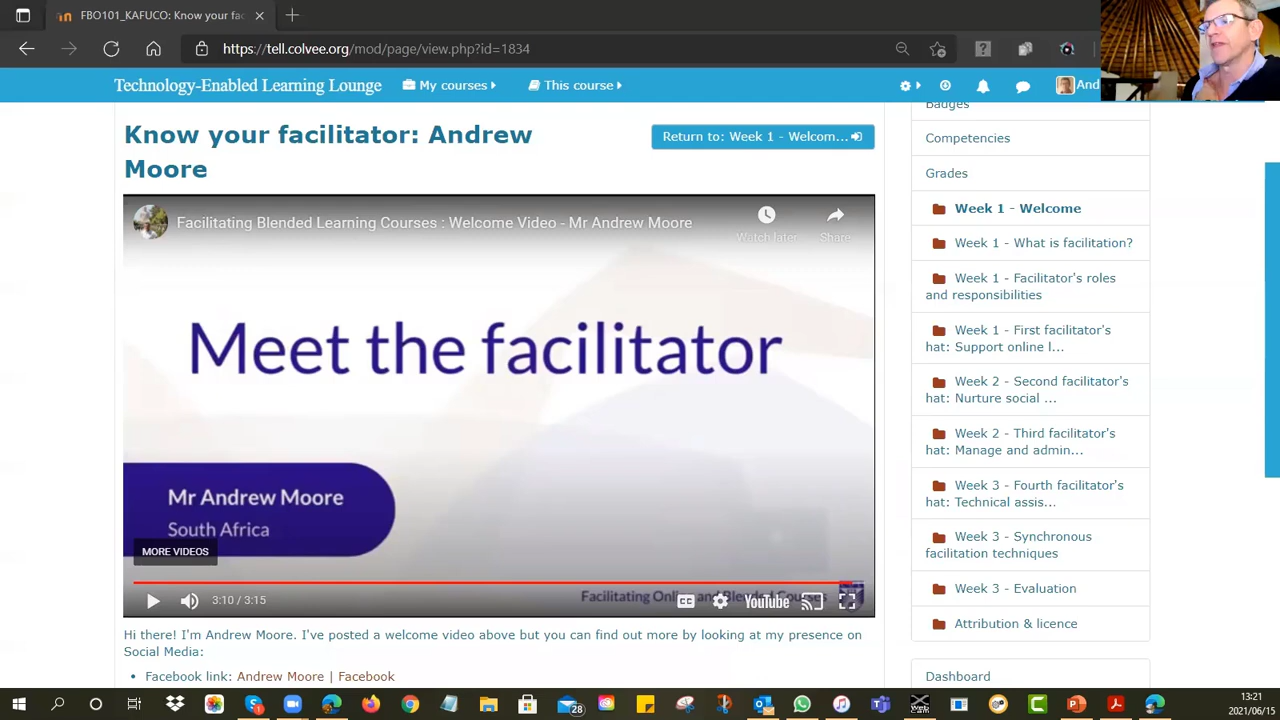 FBO101_KAFUCO: Know your fac
https://tell.colvee.org/mod/page/view.php?id=1834
Technology-Enabled Learning Lounge
My courses
This course
And
Know your facilitator: Andrew
Moore
Return to: Week 1 - Welcom...
Facilitating Blended Learning Courses : Welcome Video - Mr Andrew Moore
Watch later
Share
Meet the facilitator
Mr Andrew Moore
South Africa
MORE VIDEOS
3:10 / 3:15
Facilitating Online and Blended Courses
YouTube
Hi there! I'm Andrew Moore. I've posted a welcome video above but you can find out more by looking at my presence on
Social Media:
• Facebook link: Andrew Moore | Facebook
Badges
Competencies
Grades
Week 1 - Welcome
Week 1 - What is facilitation?
Week 1 - Facilitator's roles
and responsibilities
Week 1 - First facilitator's
hat: Support online l...
Week 2 - Second facilitator's
hat: Nurture social ...
Week 2 - Third facilitator's
hat: Manage and admin...
Week 3 - Fourth facilitator's
hat: Technical assis...
Week 3 - Synchronous
facilitation techniques
Week 3 - Evaluation
Attribution & licence
Dashboard
28
13:21
2021/06/15